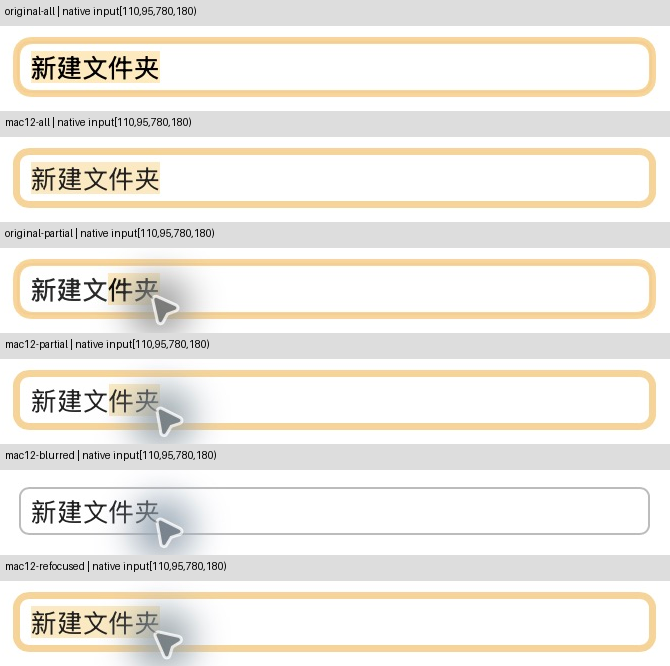 original-all | native input[110,95,780,180)
新建文件夹
mac12-all | native input[110,95,780,180)
新建文件夹
original-partial | native input[110,95,780,180)
新建文件夹
mac12-partial | native input[110,95,780,180)
新建文件夹
mac12-blurred | native input[110,95,780,180)
新建文件夹
mac12-refocused | native input[110,95,780,180)
新建文件夹